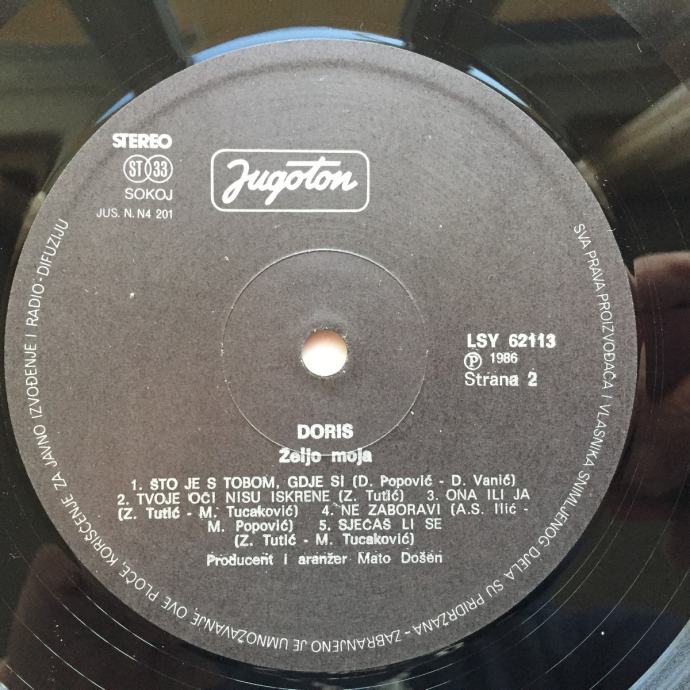 STEREO
ST 33
SOKOJ
JUS. N. N4 201
Jugoton
LSY 62113
Ⓟ 1986
Strana 2
DORIS
Željo moja
1. ŠTO JE S TOBOM, GDJE SI (D. Popović - D. Vanić)
2. TVOJE OČI NISU ISKRENE (Z. Tutić) 3. ONA ILI JA
(Z. Tutić - M. Tucaković) 4. NE ZABORAVI (A.S. Ilić -
M. Popović) 5. SJEĆAŠ LI SE
(Z. Tutić - M. Tucaković)
Producent i aranžer Mato Došen
SVA PRAVA PROIZVOĐAČA I VLASNIKA SNIMLJENOG DJELA SU PRIDRŽANA - ZABRANJENO JE UMNOŽAVANJE, OVE PLOČE, KORIŠĆENJE ZA JAVNO IZVOĐENJE I RADIO-DIFUZIJU